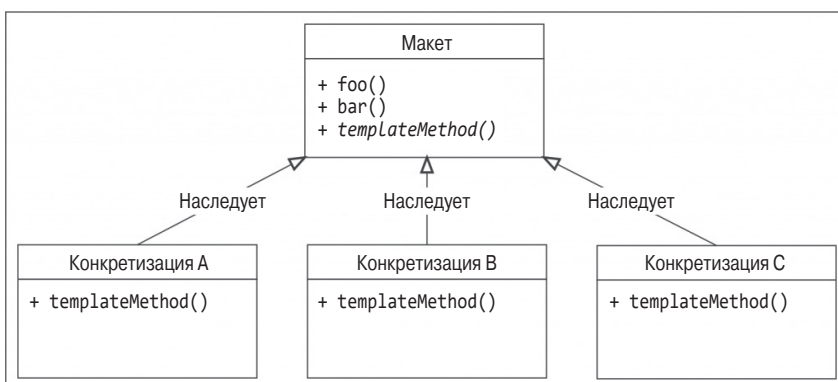 Макет
+ foo()
+ bar()
+ templateMethod()
Наследует Наследует Наследует
Конкретизация A Конкретизация B Конкретизация C
+ templateMethod() + templateMethod() + templateMethod()